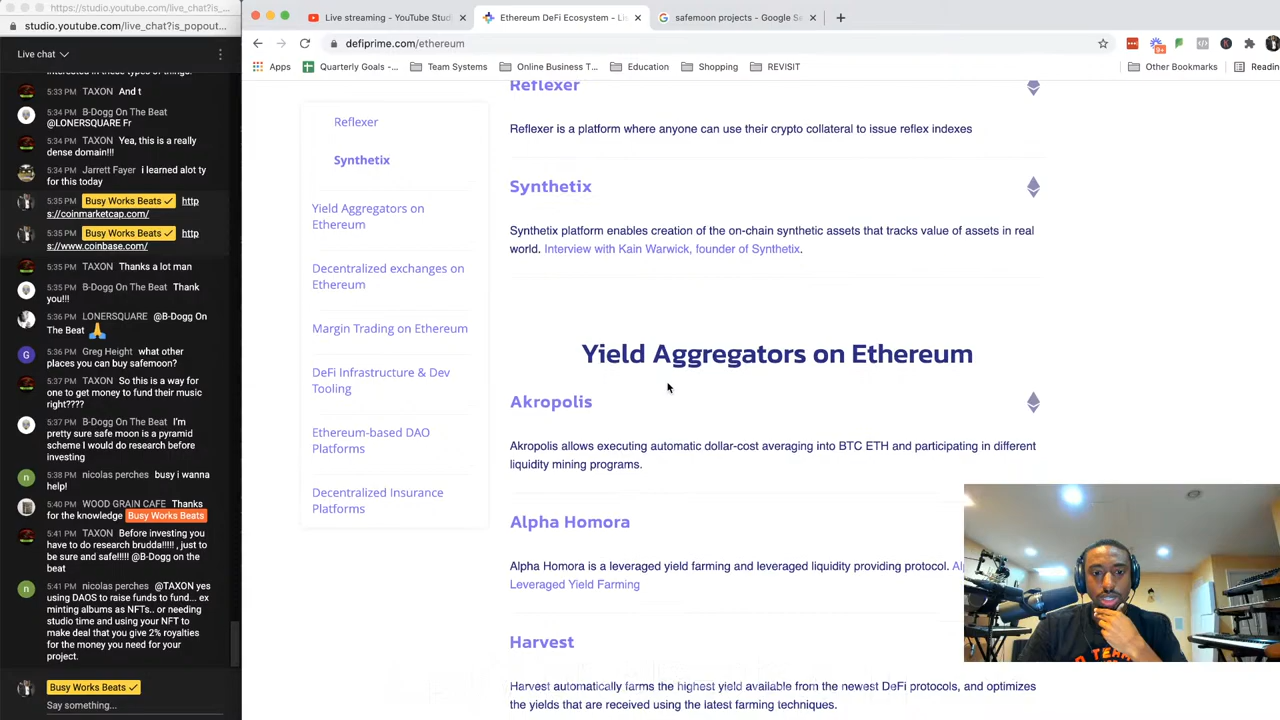 https://studio.youtube.com/live_chat?is_...
studio.youtube.com/live_chat?is_popout...
Live chat
5:33 PM TAXON And t
5:34 PM B-Dogg On The Beat
@LONERSQUARE Fr
5:34 PM TAXON Yea, this is a really
dense domain!!!
5:34 PM Jarrett Fayer i learned alot ty
for this today
5:35 PM Busy Works Beats http
s://coinmarketcap.com/
5:35 PM Busy Works Beats http
s://www.coinbase.com/
5:35 PM TAXON Thanks a lot man
5:35 PM B-Dogg On The Beat Thank
you!!!
5:36 PM LONERSQUARE @B-Dogg On
The Beat
5:36 PM Greg Height what other
places you can buy safemoon?
5:37 PM TAXON So this is a way for
one to get money to fund their music
right????
5:37 PM B-Dogg On The Beat I'm
pretty sure safe moon is a pyramid
scheme I would do research before
investing
5:38 PM nicolas perches busy i wanna
help!
5:40 PM WOOD GRAIN CAFE Thanks
for the knowledge Busy Works Beats
5:41 PM TAXON Before investing you
have to do research brudda!!!!! , just to
be sure and safe!!!!! @B-Dogg on the
beat
5:41 PM nicolas perches @TAXON yes
using DAOS to raise funds to fund... ex
minting albums as NFTs.. or needing
studio time and using your NFT to
make deal that you give 2% royalties
for the money you need for your
project.
Busy Works Beats
Say something...
Live streaming - YouTube Stud
Ethereum DeFi Ecosystem - Lis
safemoon projects - Google Se
defiprime.com/ethereum
Apps
Quarterly Goals -...
Team Systems
Online Business T...
Education
Shopping
REVISIT
Other Bookmarks
Readin
Reflexer
Synthetix
Yield Aggregators on
Ethereum
Decentralized exchanges on
Ethereum
Margin Trading on Ethereum
DeFi Infrastructure & Dev
Tooling
Ethereum-based DAO
Platforms
Decentralized Insurance
Platforms
Reflexer
Reflexer is a platform where anyone can use their crypto collateral to issue reflex indexes
Synthetix
Synthetix platform enables creation of the on-chain synthetic assets that tracks value of assets in real
world. Interview with Kain Warwick, founder of Synthetix.
Yield Aggregators on Ethereum
Akropolis
Akropolis allows executing automatic dollar-cost averaging into BTC ETH and participating in different
liquidity mining programs.
Alpha Homora
Alpha Homora is a leveraged yield farming and leveraged liquidity providing protocol.
Leveraged Yield Farming
Harvest
Harvest automatically farms the highest yield available from the newest DeFi protocols, and optimizes
the yields that are received using the latest farming techniques.